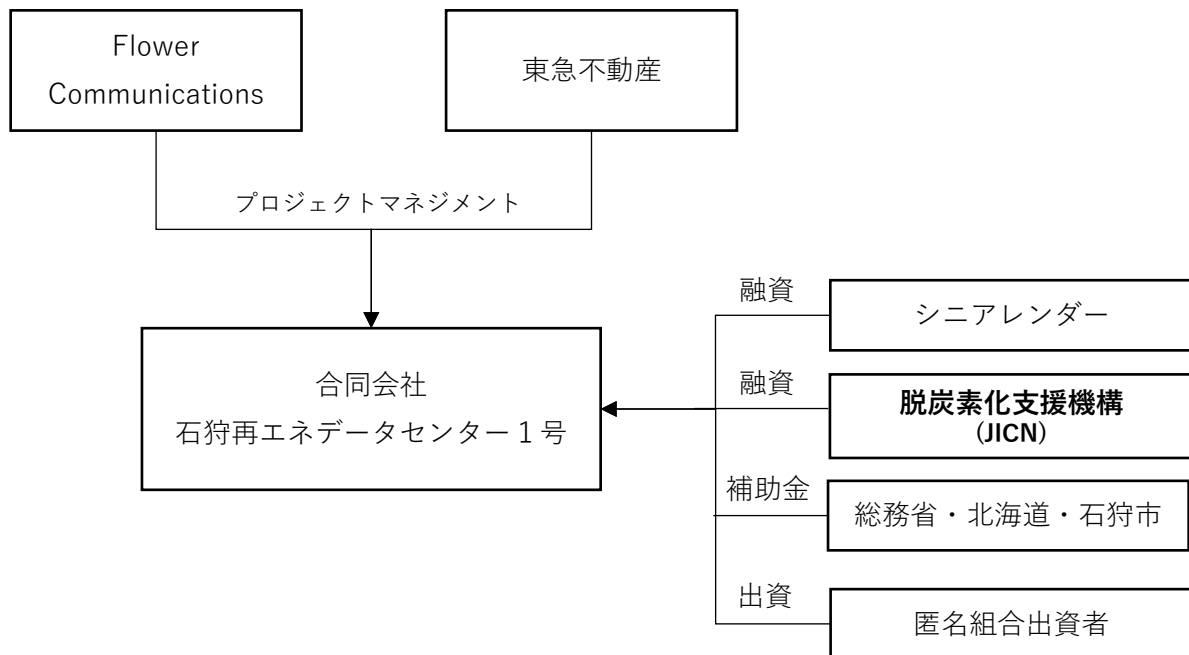 Flower
Communications
東急不動産
プロジェクトマネジメント
合同会社
石狩再エネデータセンター１号
融資
シニアレンダー
融資
脱炭素化支援機構
(JICN)
補助金
総務省・北海道・石狩市
出資
匿名組合出資者